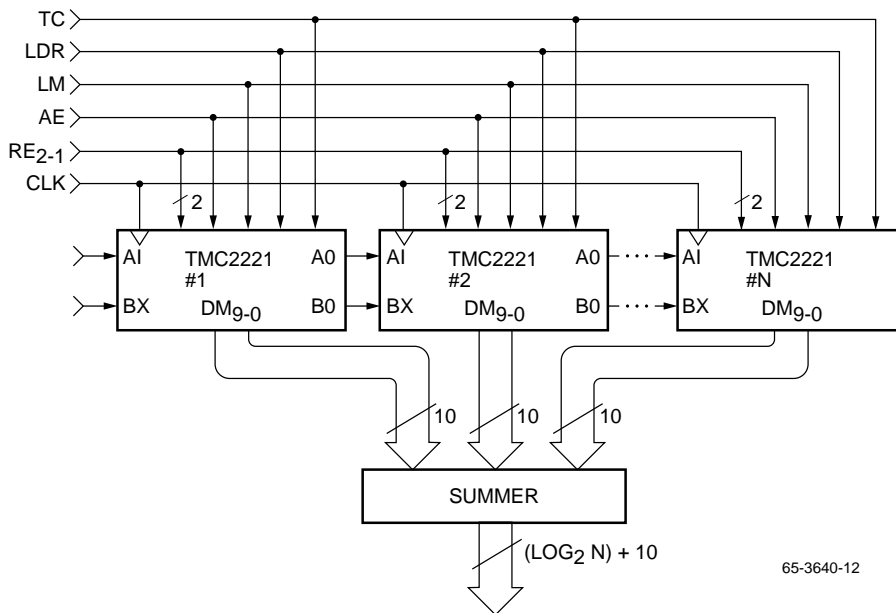 TC
LDR
LM
AE
RE2-1
CLK
2 2 2
AI TMC2221 A0 AI TMC2221 A0 AI TMC2221
#1 #2 #N
BX DM9-0 B0 BX DM9-0 B0 BX DM9-0
10 10 10
SUMMER
(LOG2 N) + 10
65-3640-12